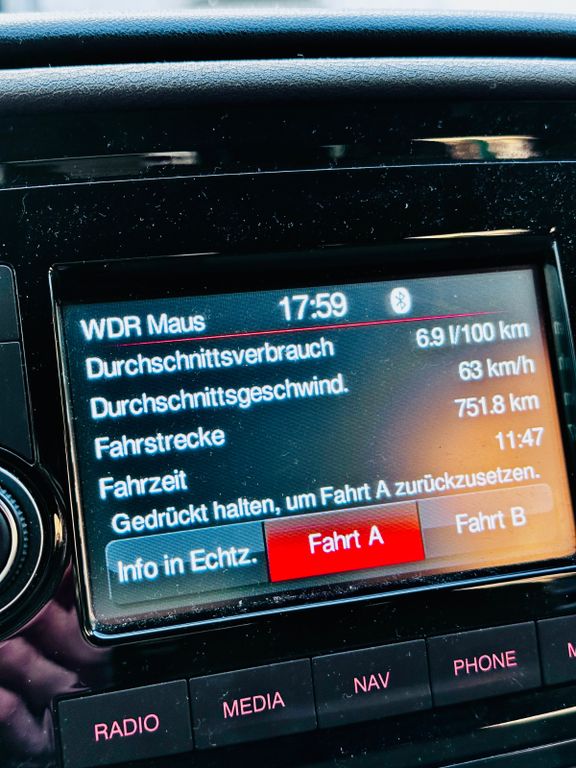 WDR Maus 17:59
Durchschnittsverbrauch 6.9 l/100 km
Durchschnittsgeschwind. 63 km/h
Fahrstrecke 751.8 km
Fahrzeit 11:47
Gedrückt halten, um Fahrt A zurückzusetzen.
Info in Echtz. Fahrt A Fahrt B
RADIO MEDIA NAV PHONE